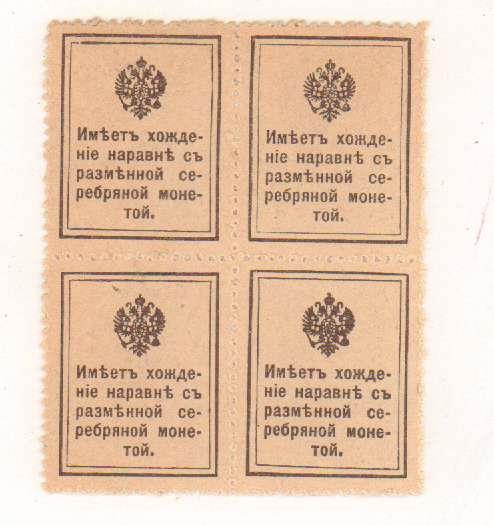 Имѣетъ хожде-
ніе наравнѣ съ
размѣнной се-
ребряной моне-
той.
Имѣетъ хожде-
ніе наравнѣ съ
размѣнной се-
ребряной моне-
той.
Имѣетъ хожде-
ніе наравнѣ съ
размѣнной се-
ребряной моне-
той.
Имѣетъ хожде-
ніе наравнѣ съ
размѣнной се-
ребряной моне-
той.